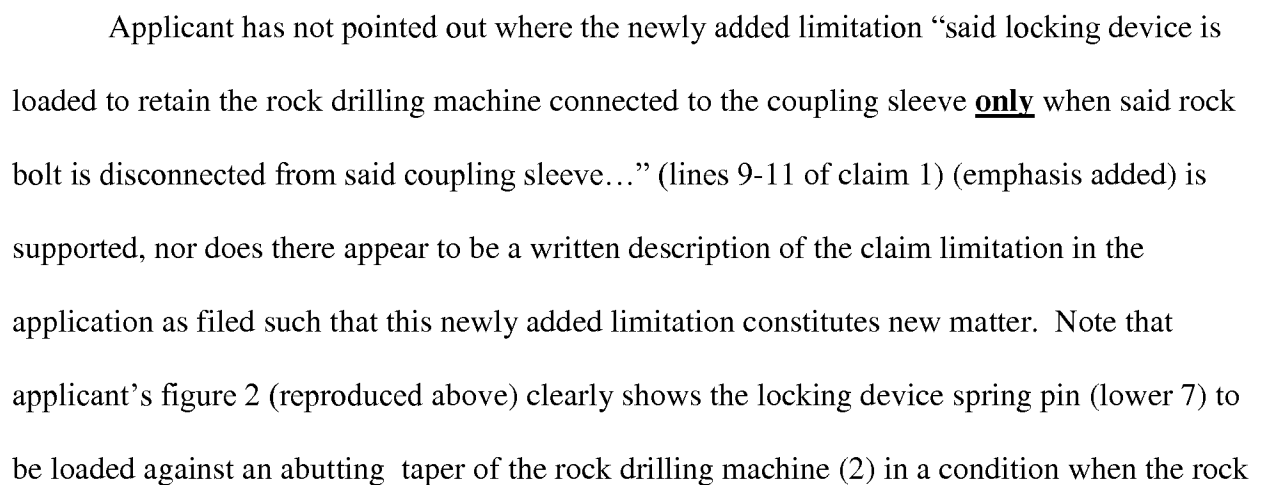 Applicant has not pointed out where the newly added limitation “said locking device is
loaded to retain the rock drilling machine connected to the coupling sleeve only when said rock
bolt is disconnected from said coupling sleeve…” (lines 9-11 of claim 1) (emphasis added) is
supported, nor does there appear to be a written description of the claim limitation in the
application as filed such that this newly added limitation constitutes new matter.  Note that
applicant’s figure 2 (reproduced above) clearly shows the locking device spring pin (lower 7) to
be loaded against an abutting  taper of the rock drilling machine (2) in a condition when the rock